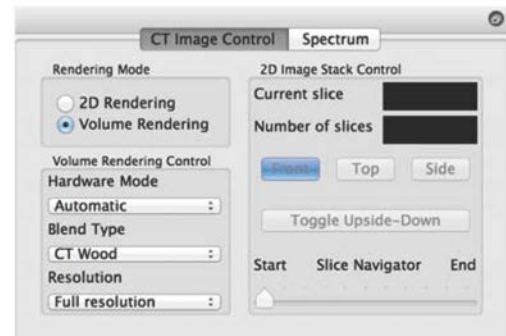 CT Image Control Spectrum
Rendering Mode
2D Rendering
Volume Rendering
Volume Rendering Control
Hardware Mode
Automatic
Blend Type
CT Wood
Resolution
Full resolution
2D Image Stack Control
Current slice
Number of slices
Front Top Side
Toggle Upside-Down
Start Slice Navigator End